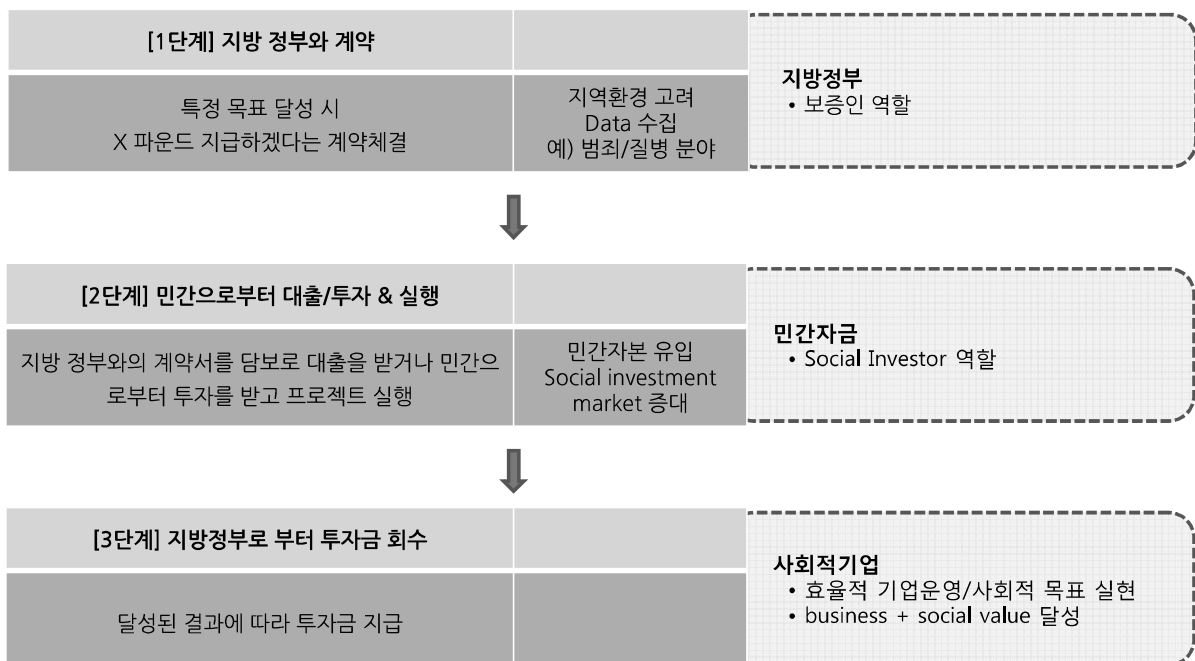 [1단계] 지방 정부와 계약
특정 목표 달성 시
X 파운드 지급하겠다는 계약체결
지역환경 고려
Data 수집
예) 범죄/질병 분야
지방정부
• 보증인 역할
[2단계] 민간으로부터 대출/투자 & 실행
지방 정부와의 계약서를 담보로 대출을 받거나 민간으
로부터 투자를 받고 프로젝트 실행
민간자본 유입
Social investment
market 증대
민간자금
• Social Investor 역할
[3단계] 지방정부로 부터 투자금 회수
달성된 결과에 따라 투자금 지급
사회적기업
• 효율적 기업운영/사회적 목표 실현
• business + social value 달성